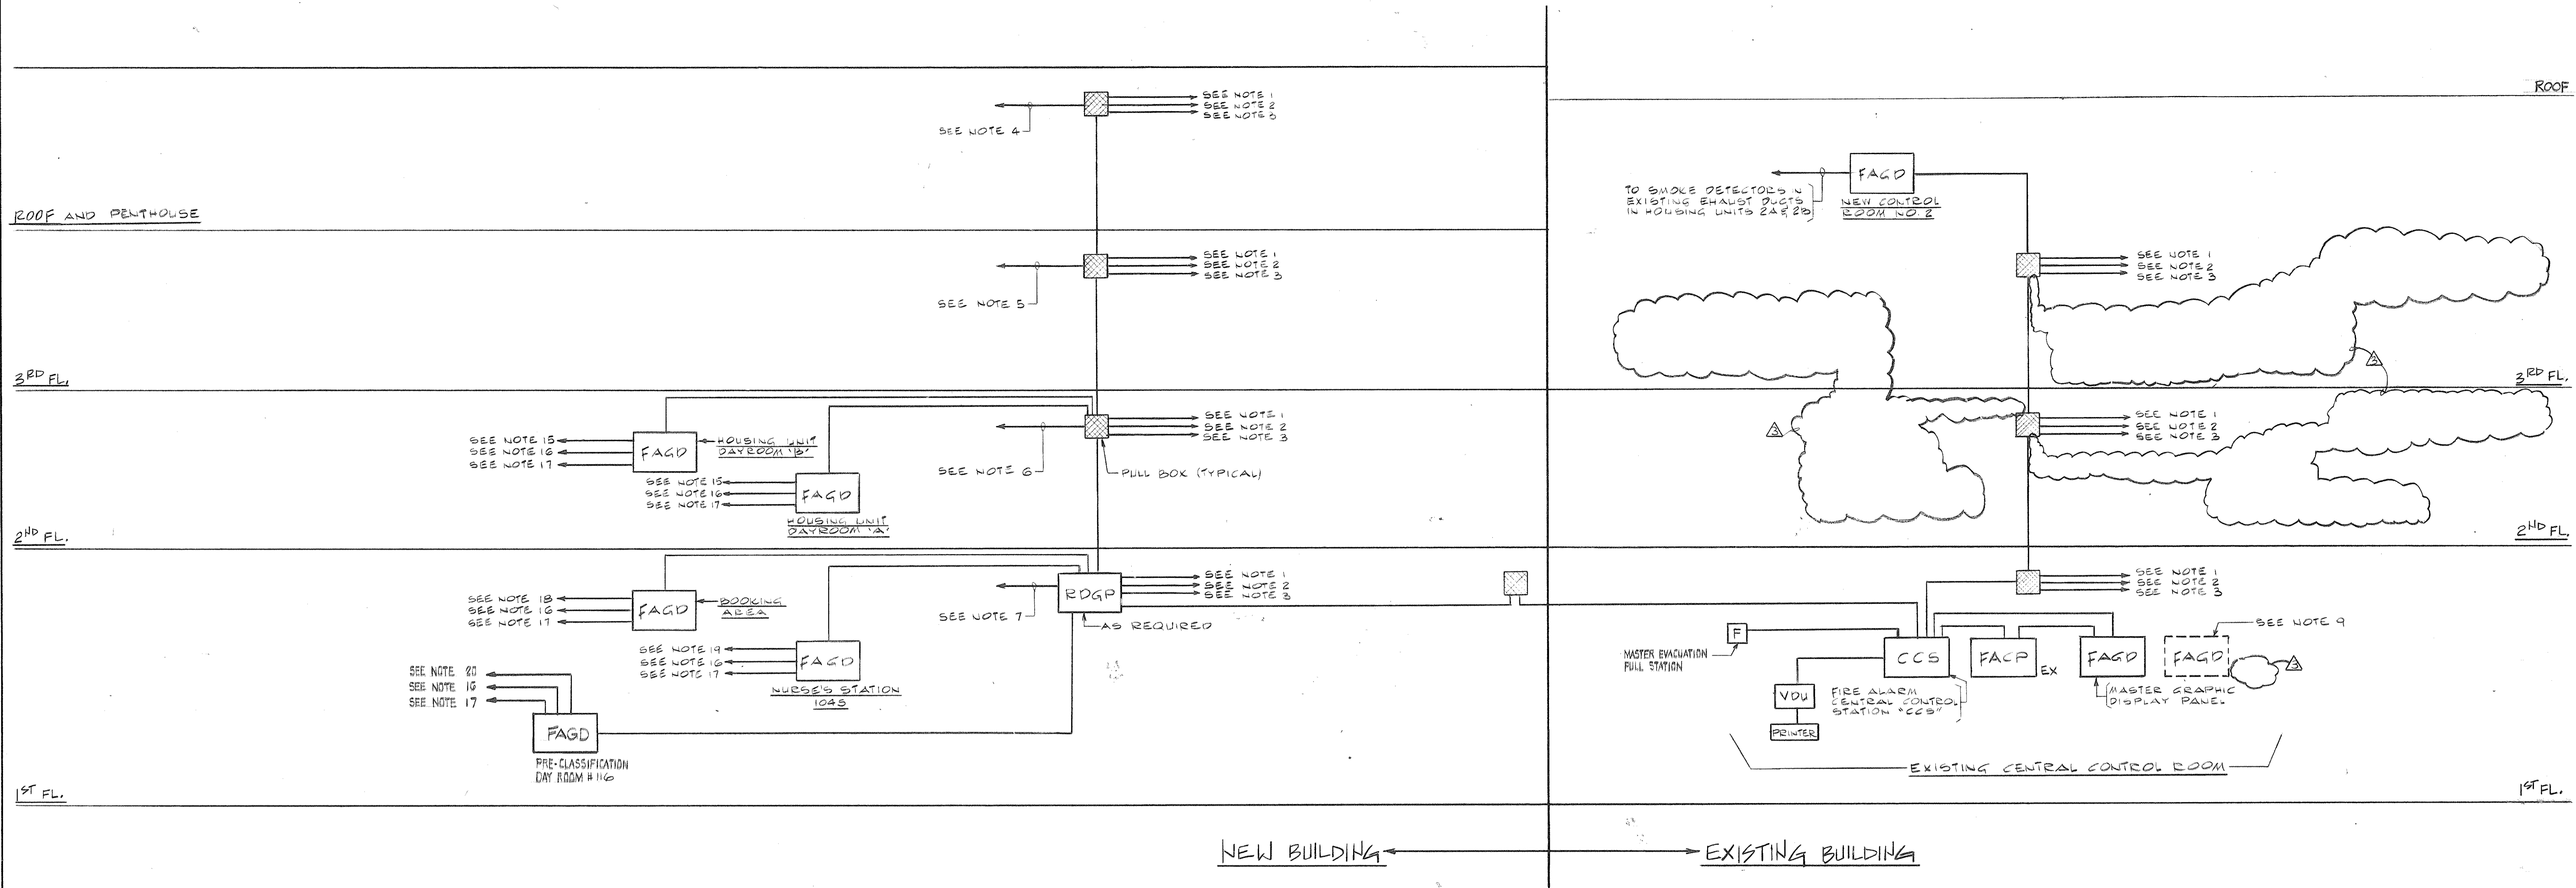 ROOF
SEE NOTE 1
SEE NOTE 2
SEE NOTE 3
SEE NOTE 4
ROOF AND PENTHOUSE
FAGD
TO SMOKE DETECTORS IN
EXISTING EHAUST DUCTS
IN HOUSING UNITS 2A & 2B
NEW CONTROL
ROOM NO. 2
SEE NOTE 1
SEE NOTE 2
SEE NOTE 3
SEE NOTE 5
SEE NOTE 1
SEE NOTE 2
SEE NOTE 3
3
3RD FL.
3RD FL.
SEE NOTE 15
SEE NOTE 16
SEE NOTE 17
FAGD
HOUSING UNIT
DAYROOM 'B'
SEE NOTE 15
SEE NOTE 16
SEE NOTE 17
FAGD
HOUSING UNIT
DAYROOM 'A'
SEE NOTE 1
SEE NOTE 2
SEE NOTE 3
SEE NOTE 6
PULL BOX (TYPICAL)
3
SEE NOTE 1
SEE NOTE 2
SEE NOTE 3
2ND FL.
2ND FL.
SEE NOTE 18
SEE NOTE 16
SEE NOTE 17
FAGD
BOOKING
AREA
SEE NOTE 19
SEE NOTE 16
SEE NOTE 17
FAGD
NURSE'S STATION
1045
SEE NOTE 20
SEE NOTE 16
SEE NOTE 17
FAGD
PRE-CLASSIFICATION
DAY ROOM # 116
RDGP
SEE NOTE 1
SEE NOTE 2
SEE NOTE 3
SEE NOTE 7
AS REQUIRED
SEE NOTE 1
SEE NOTE 2
SEE NOTE 3
F
MASTER EVACUATION
PULL STATION
CCS
FACP
EX
FAGD
FAGD
SEE NOTE 9
3
VDU
PRINTER
FIRE ALARM
CENTRAL CONTROL
STATION "CCS"
MASTER GRAPHIC
DISPLAY PANEL
EXISTING CENTRAL CONTROL ROOM
1ST FL.
1ST FL.
NEW BUILDING
EXISTING BUILDING